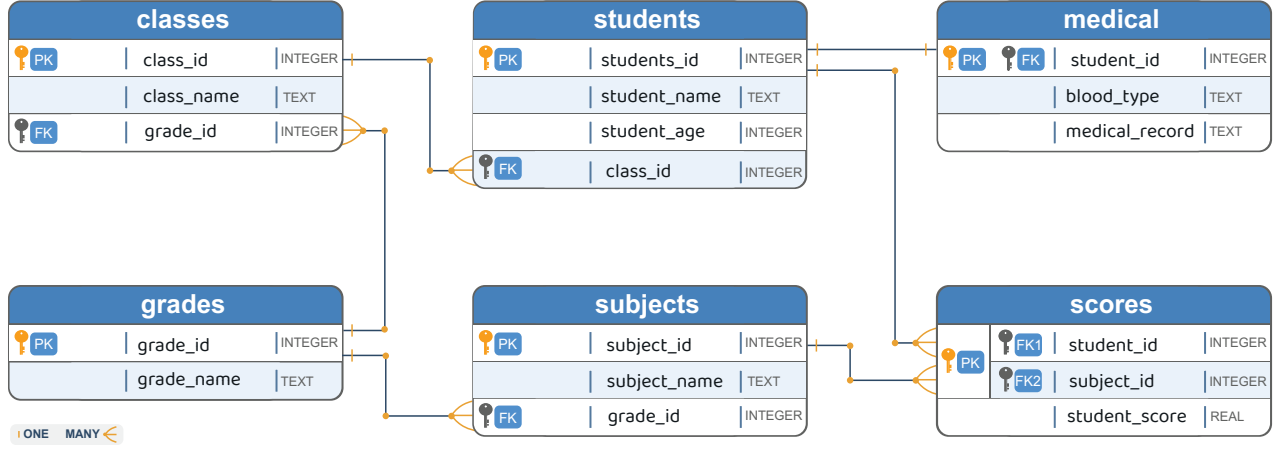 classes
PK class_id INTEGER
class_name TEXT
FK grade_id INTEGER
students
PK students_id INTEGER
student_name TEXT
student_age INTEGER
FK class_id INTEGER
medical
PK FK student_id INTEGER
blood_type TEXT
medical_record TEXT
grades
PK grade_id INTEGER
grade_name TEXT
subjects
PK subject_id INTEGER
subject_name TEXT
FK grade_id INTEGER
scores
PK
FK1 student_id INTEGER
FK2 subject_id INTEGER
student_score REAL
ONE MANY